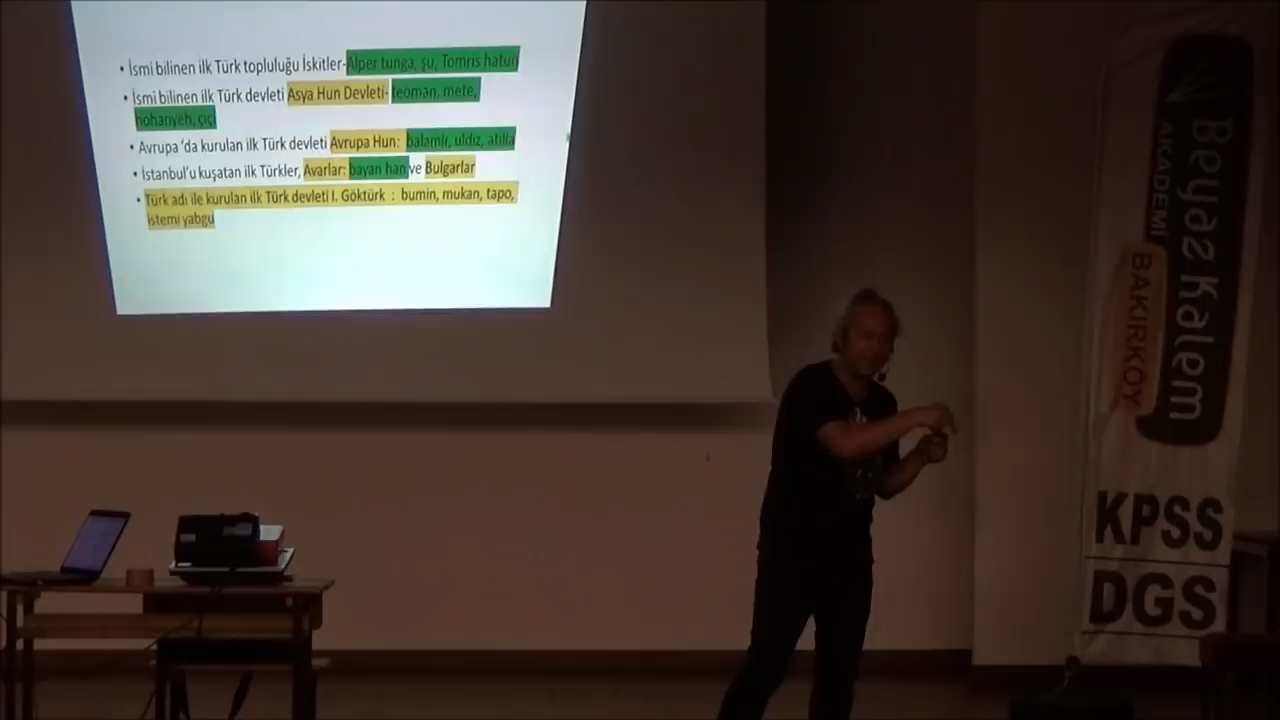 • İsmi bilinen ilk Türk topluluğu İskitler-Alper tunga, şu, Tomris hatun
• İsmi bilinen ilk Türk devleti Asya Hun Devleti- teoman, mete,
hohanyeh, çiçi
• Avrupa 'da kurulan ilk Türk devleti Avrupa Hun: balamir, uldız, atilla
• İstanbul'u kuşatan ilk Türkler, Avarlar: bayan han ve Bulgarlar
• Türk adı ile kurulan ilk Türk devleti I. Göktürk : bumin, mukan, tapo,
istemi yabgu
Beyaz Kalem
AKADEMİ
BAKIRKÖY
KPSS
DGS